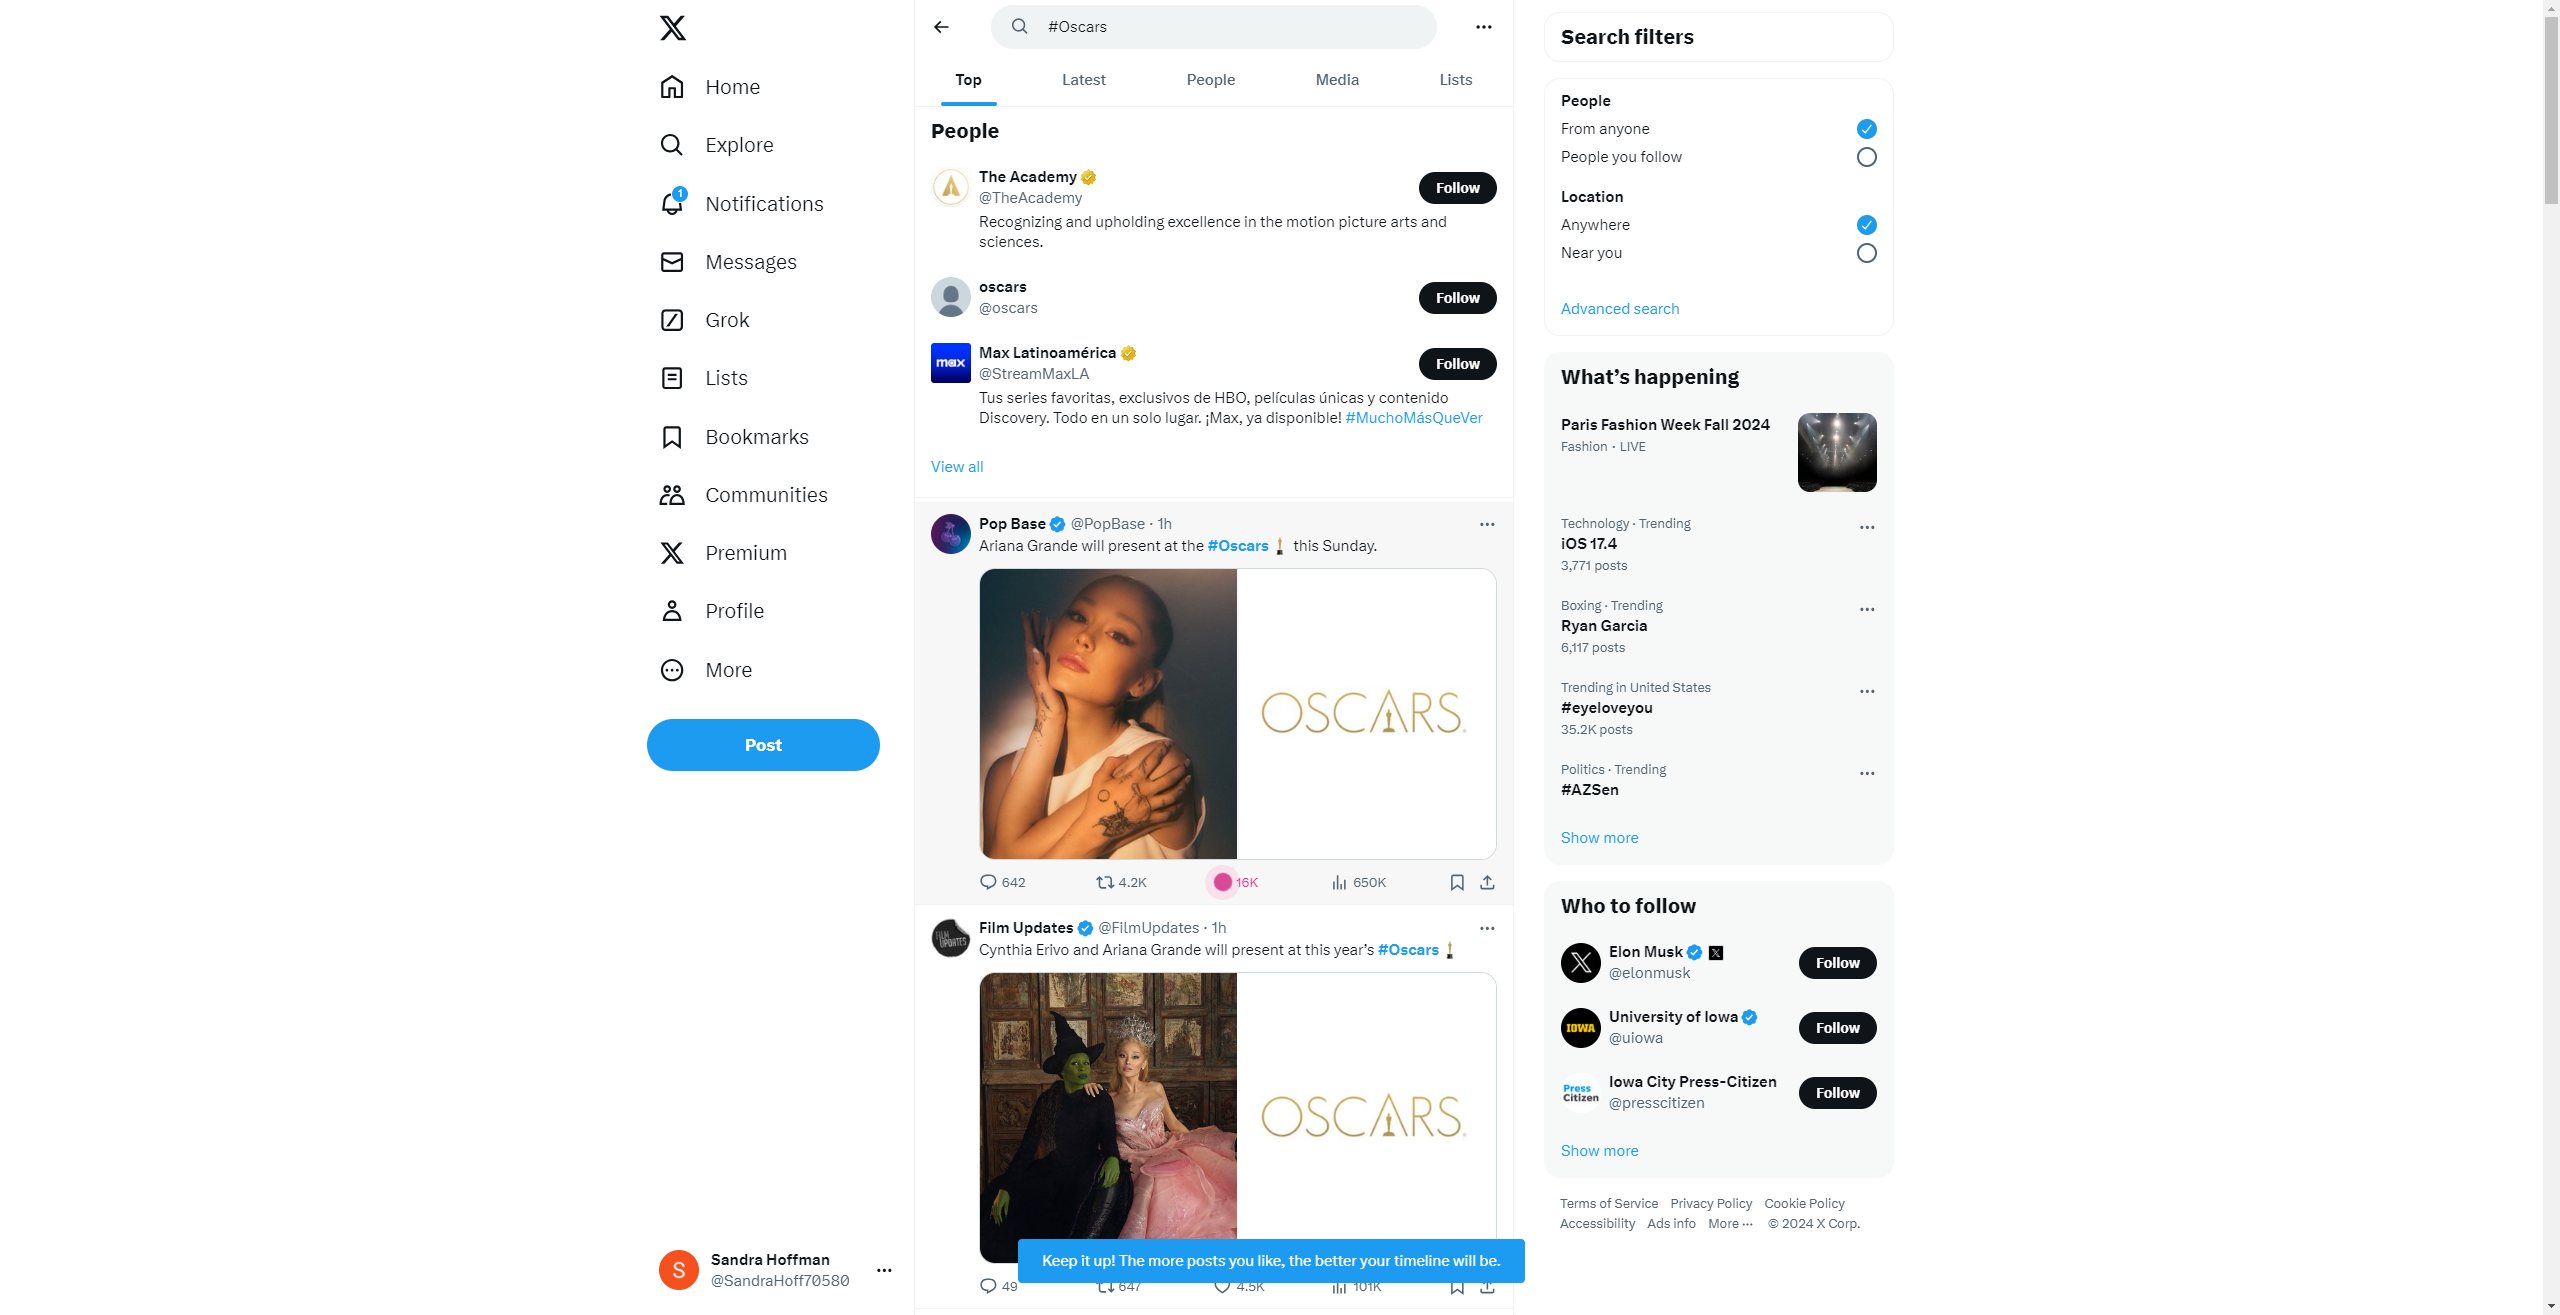 Home
Explore
1
Notifications
Messages
Grok
Lists
Bookmarks
Communities
Premium
Profile
More
Post
S
Sandra Hoffman
@SandraHoff70580
#Oscars
Top
Latest
People
Media
Lists
People
The Academy
@TheAcademy
Follow
Recognizing and upholding excellence in the motion picture arts and
sciences.
oscars
@oscars
Follow
max
Max Latinoamérica
@StreamMaxLA
Follow
Tus series favoritas, exclusivos de HBO, películas únicas y contenido
Discovery. Todo en un solo lugar. ¡Max, ya disponible! #MuchoMásQueVer
View all
Pop Base @PopBase · 1h
Ariana Grande will present at the #Oscars this Sunday.
OSCARS.
642
4.2K
16K
650K
FILM
UPDATES
Film Updates @FilmUpdates · 1h
Cynthia Erivo and Ariana Grande will present at this year's #Oscars
OSCARS.
49
647
4.5K
101K
Keep it up! The more posts you like, the better your timeline will be.
Search filters
People
From anyone
People you follow
Location
Anywhere
Near you
Advanced search
What's happening
Paris Fashion Week Fall 2024
Fashion · LIVE
Technology · Trending
iOS 17.4
3,771 posts
Boxing · Trending
Ryan Garcia
6,117 posts
Trending in United States
#eyeloveyou
35.2K posts
Politics · Trending
#AZSen
Show more
Who to follow
Elon Musk
@elonmusk
Follow
IOWA
University of Iowa
@uiowa
Follow
Press
Citizen
Iowa City Press-Citizen
@presscitizen
Follow
Show more
Terms of Service Privacy Policy Cookie Policy
Accessibility Ads info More ··· © 2024 X Corp.